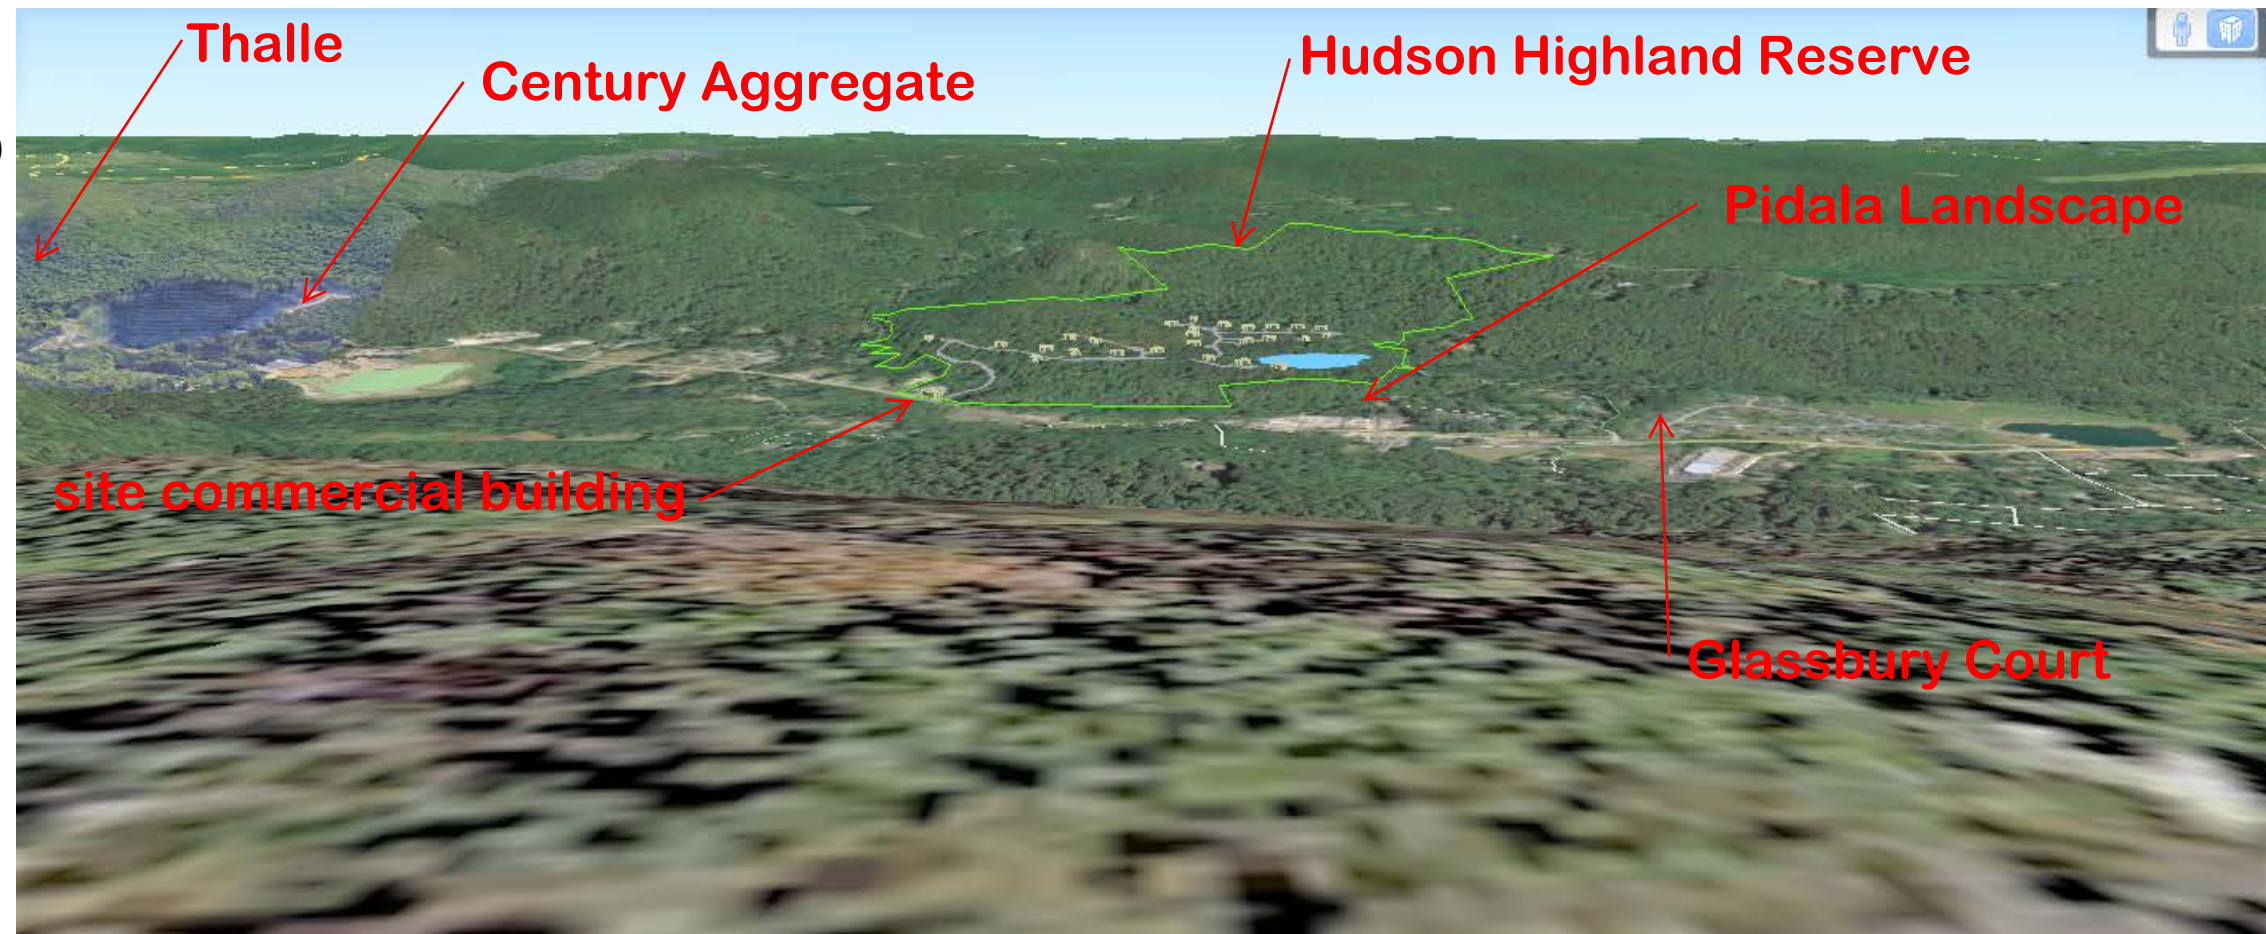 Thalle
Hudson Highland Reserve
Century Aggregate
Pidala Landscape
site commercial building
Glassbury Court